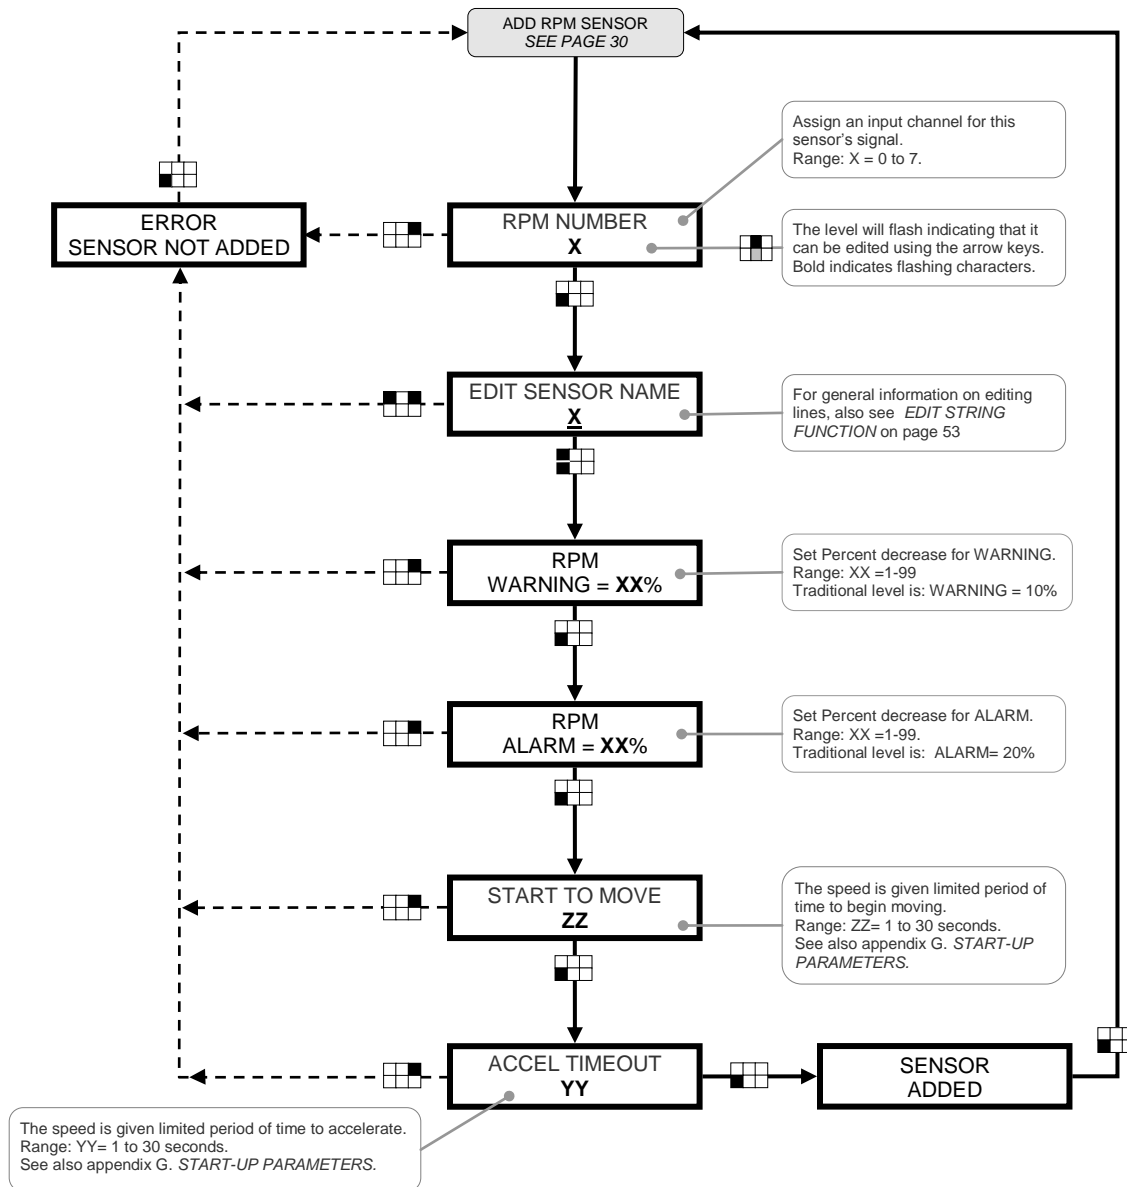 ADD RPM SENSOR
SEE PAGE 30
Assign an input channel for this
sensor's signal.
Range: X = 0 to 7.
ERROR
SENSOR NOT ADDED
RPM NUMBER
X
The level will flash indicating that it
can be edited using the arrow keys.
Bold indicates flashing characters.
EDIT SENSOR NAME
X
For general information on editing
lines, also see EDIT STRING
FUNCTION on page 53
RPM
WARNING = XX%
Set Percent decrease for WARNING.
Range: XX =1-99
Traditional level is: WARNING = 10%
RPM
ALARM = XX%
Set Percent decrease for ALARM.
Range: XX =1-99.
Traditional level is: ALARM= 20%
START TO MOVE
ZZ
The speed is given limited period of
time to begin moving.
Range: ZZ= 1 to 30 seconds.
See also appendix G. START-UP
PARAMETERS.
ACCEL TIMEOUT
YY
SENSOR
ADDED
The speed is given limited period of time to accelerate.
Range: YY= 1 to 30 seconds.
See also appendix G. START-UP PARAMETERS.